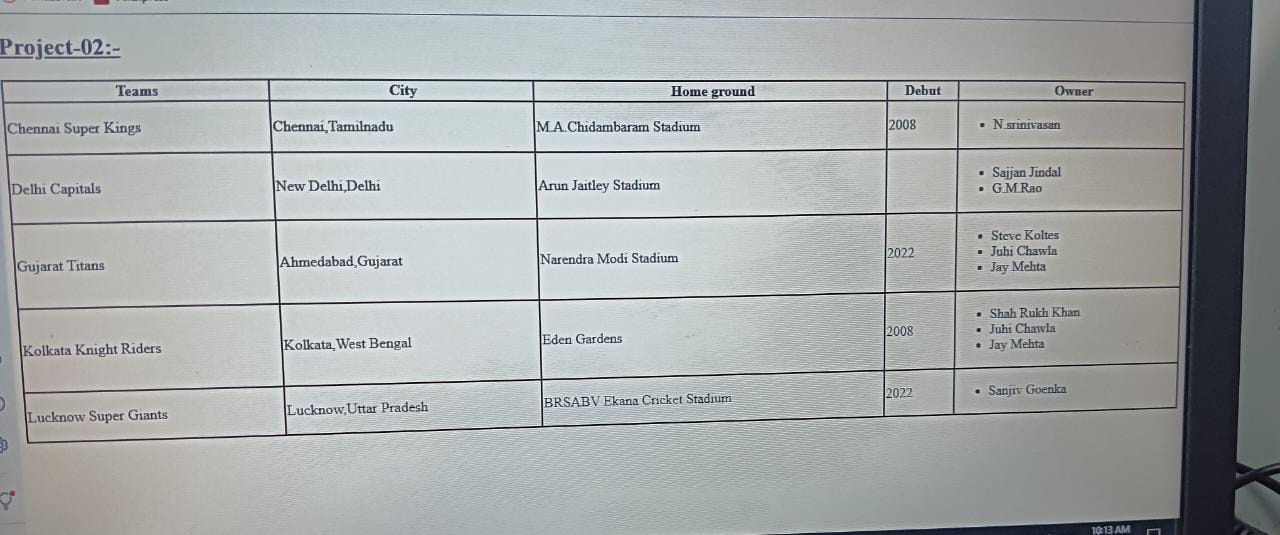 Project-02:-
Teams City Home ground Debut Owner
Chennai Super Kings Chennai,Tamilnadu M.A.Chidambaram Stadium 2008 • N.srinivasan
Delhi Capitals New Delhi,Delhi Arun Jaitley Stadium • Sajjan Jindal
• G.M.Rao
Gujarat Titans Ahmedabad,Gujarat Narendra Modi Stadium 2022 • Steve Koltes
• Juhi Chawla
• Jay Mehta
Kolkata Knight Riders Kolkata,West Bengal Eden Gardens 2008 • Shah Rukh Khan
• Juhi Chawla
• Jay Mehta
Lucknow Super Giants Lucknow,Uttar Pradesh BRSABV Ekana Cricket Stadium 2022 • Sanjiv Goenka
10:13 AM